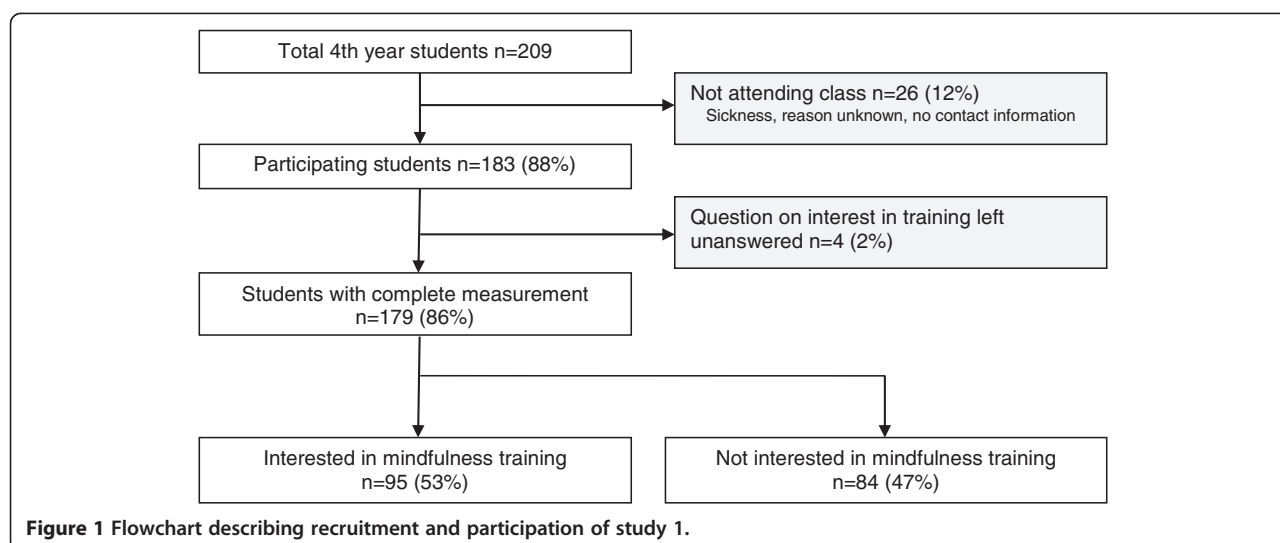 Total 4th year students n=209
Not attending class n=26 (12%)
Sickness, reason unknown, no contact information
Participating students n=183 (88%)
Question on interest in training left
unanswered n=4 (2%)
Students with complete measurement
n=179 (86%)
Interested in mindfulness training
n=95 (53%)
Not interested in mindfulness training
n=84 (47%)
Figure 1 Flowchart describing recruitment and participation of study 1.